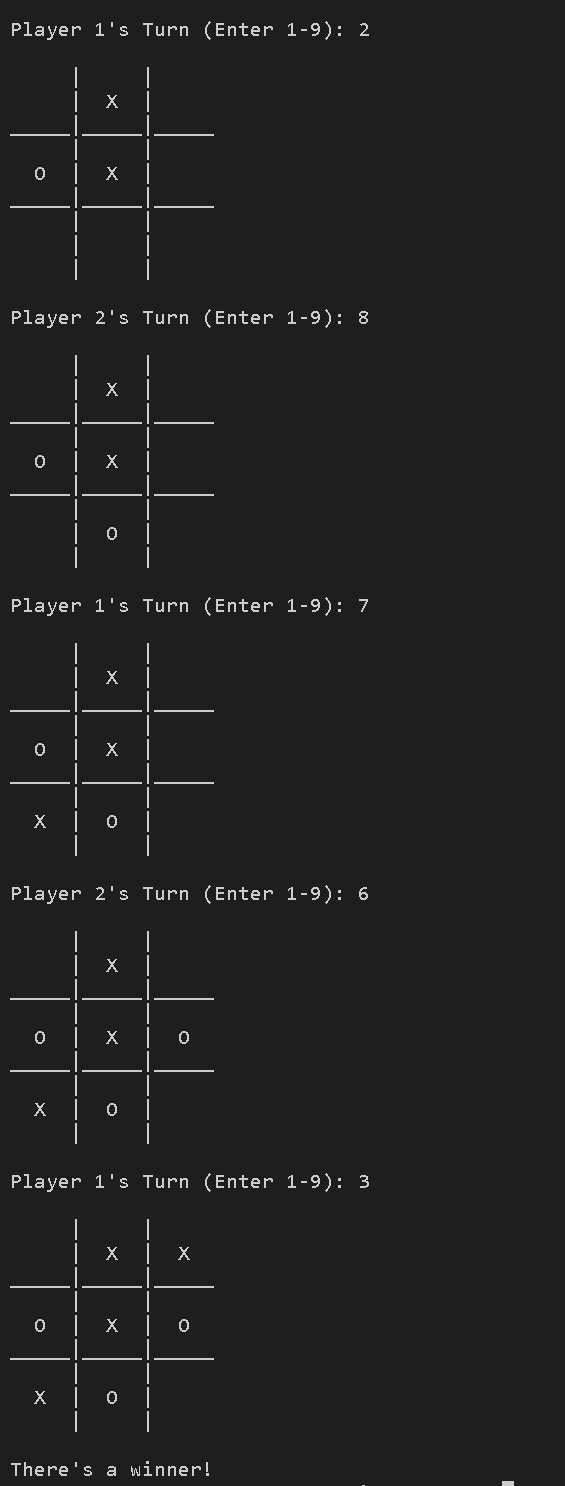 Player 1's Turn (Enter 1-9): 2
X
O X
Player 2's Turn (Enter 1-9): 8
X
O X
O
Player 1's Turn (Enter 1-9): 7
X
O X
X O
Player 2's Turn (Enter 1-9): 6
X
O X O
X O
Player 1's Turn (Enter 1-9): 3
X X
O X O
X O
There's a winner!